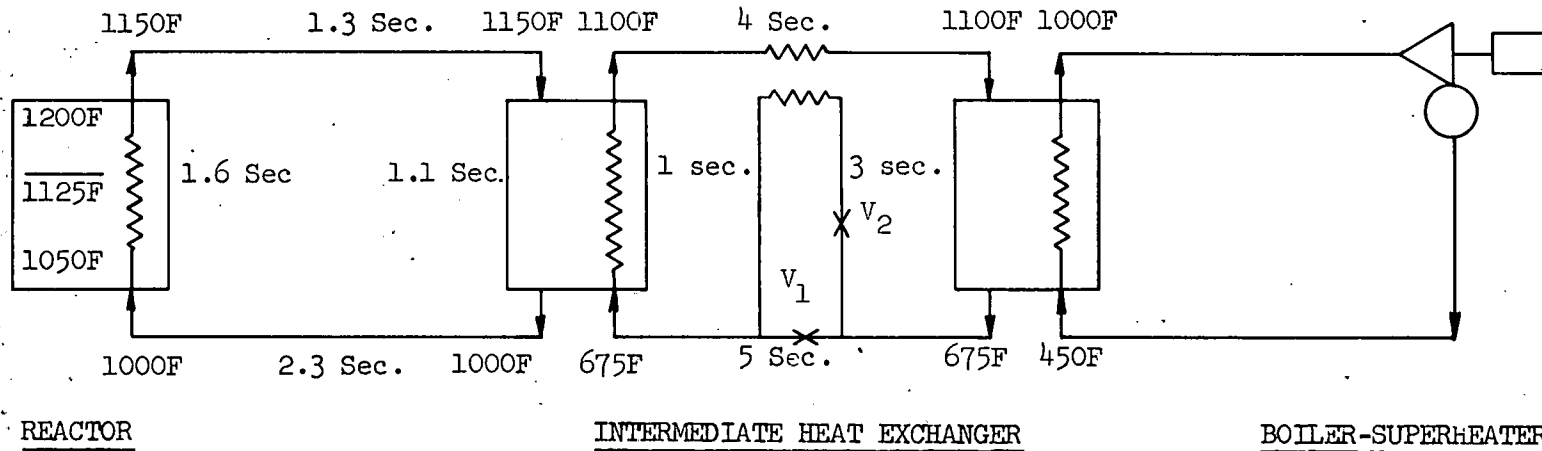 1150F 1.3 Sec. 1150F 1100F 4 Sec. 1100F 1000F
1200F
1.6 Sec 1.1 Sec. 1 sec. 3 sec.
1125F
V2
1050F
V1
1000F 2.3 Sec. 1000F 675F 5 Sec. 675F 450F
REACTOR INTERMEDIATE HEAT EXCHANGER BOILER-SUPERHEATER